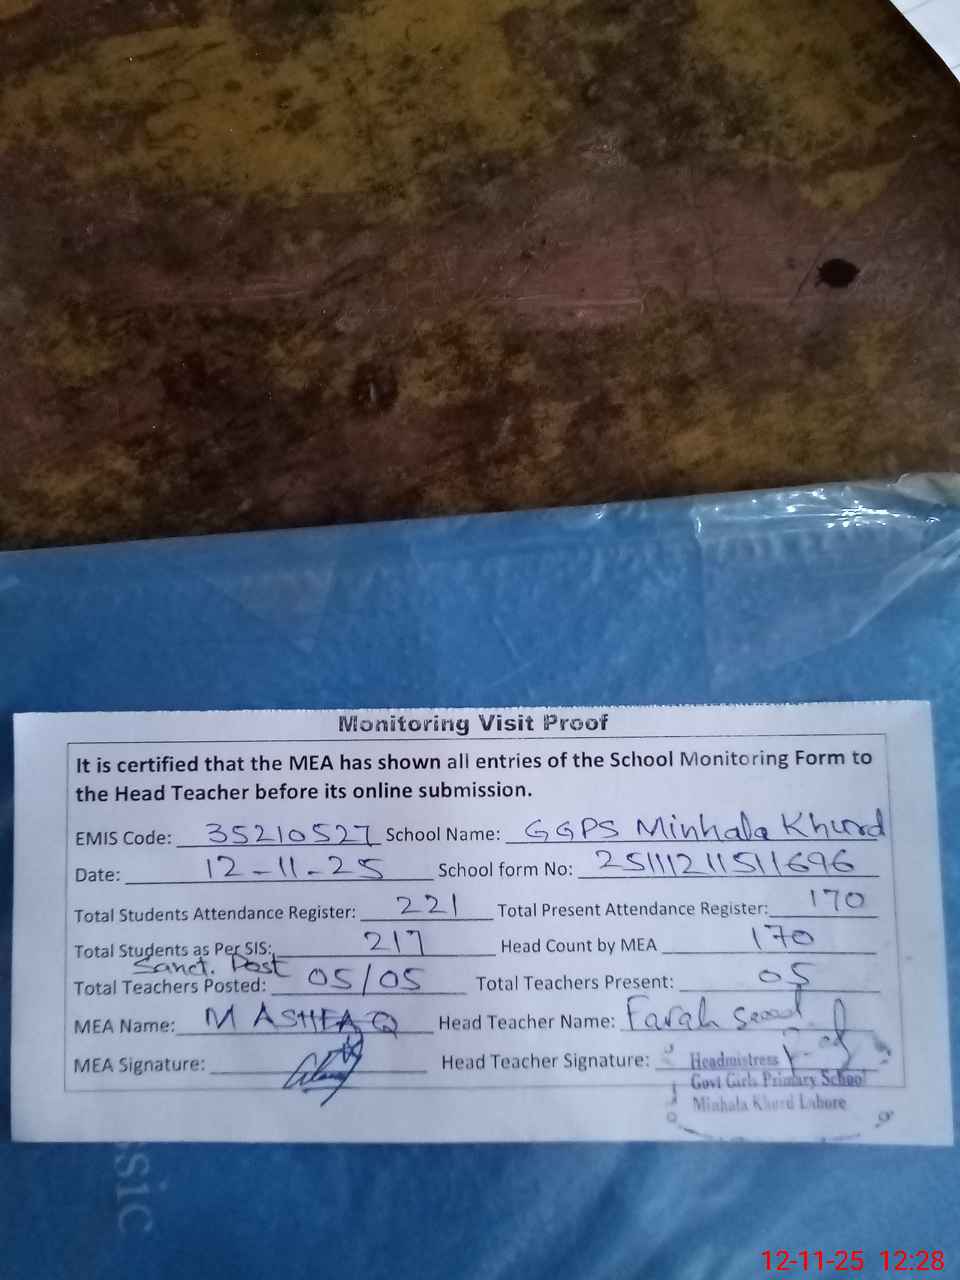 Monitoring Visit Proof
It is certified that the MEA has shown all entries of the School Monitoring Form to
the Head Teacher before its online submission.
EMIS Code: 35210527 School Name: GGPS Minhala Khurd
Date: 12-11-25 School form No: 25111211511696
Total Students Attendance Register: 221 Total Present Attendance Register: 170
Total Students as Per SIS: 217 Head Count by MEA 170
Sanct. Post
Total Teachers Posted: 05/05 Total Teachers Present: 05
MEA Name: M ASHFAQ Head Teacher Name: Farah
MEA Signature: Head Teacher Signature:
Headmistress
Govt Girls Primary School
Minhala Khurd Lahore
sic
12-11-25 12:28